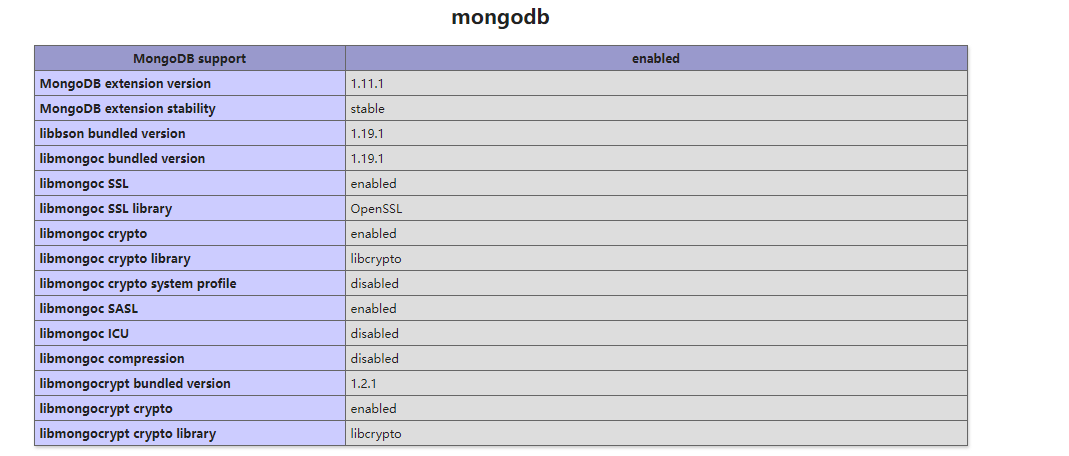 mongodb
MongoDB support enabled
MongoDB extension version 1.11.1
MongoDB extension stability stable
libbson bundled version 1.19.1
libmongoc bundled version 1.19.1
libmongoc SSL enabled
libmongoc SSL library OpenSSL
libmongoc crypto enabled
libmongoc crypto library libcrypto
libmongoc crypto system profile disabled
libmongoc SASL enabled
libmongoc ICU disabled
libmongoc compression disabled
libmongocrypt bundled version 1.2.1
libmongocrypt crypto enabled
libmongocrypt crypto library libcrypto